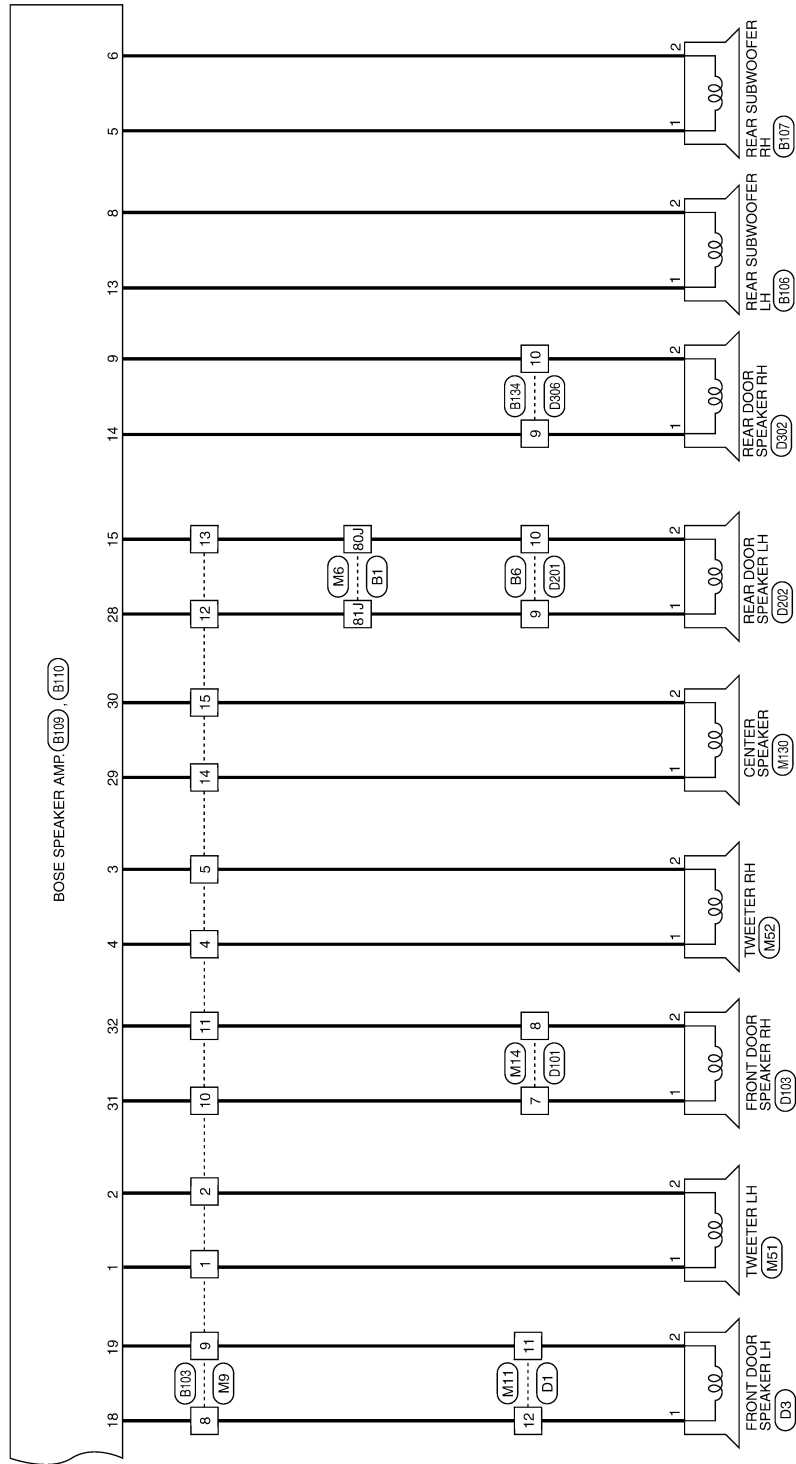 BOSE SPEAKER AMP. B109 , B110
18 19 1 2 31 32 4 3 29 30 28 15 14 9 13 8 5 6
8 B103 M9 9 1 2 10 11 4 5 14 15 12 13
81J M6 B1 80J
12 M11 D1 11
7 M14 D101 8
9 B6 D201 10
9 B134 D306 10
1 2 1 2 1 2 1 2 1 2 1 2 1 2 1 2 1 2
FRONT DOOR
SPEAKER LH
D3
TWEETER LH
M51
FRONT DOOR
SPEAKER RH
D103
TWEETER RH
M52
CENTER
SPEAKER
M130
REAR DOOR
SPEAKER LH
D202
REAR DOOR
SPEAKER RH
D302
REAR SUBWOOFER
LH
B106
REAR SUBWOOFER
RH
B107